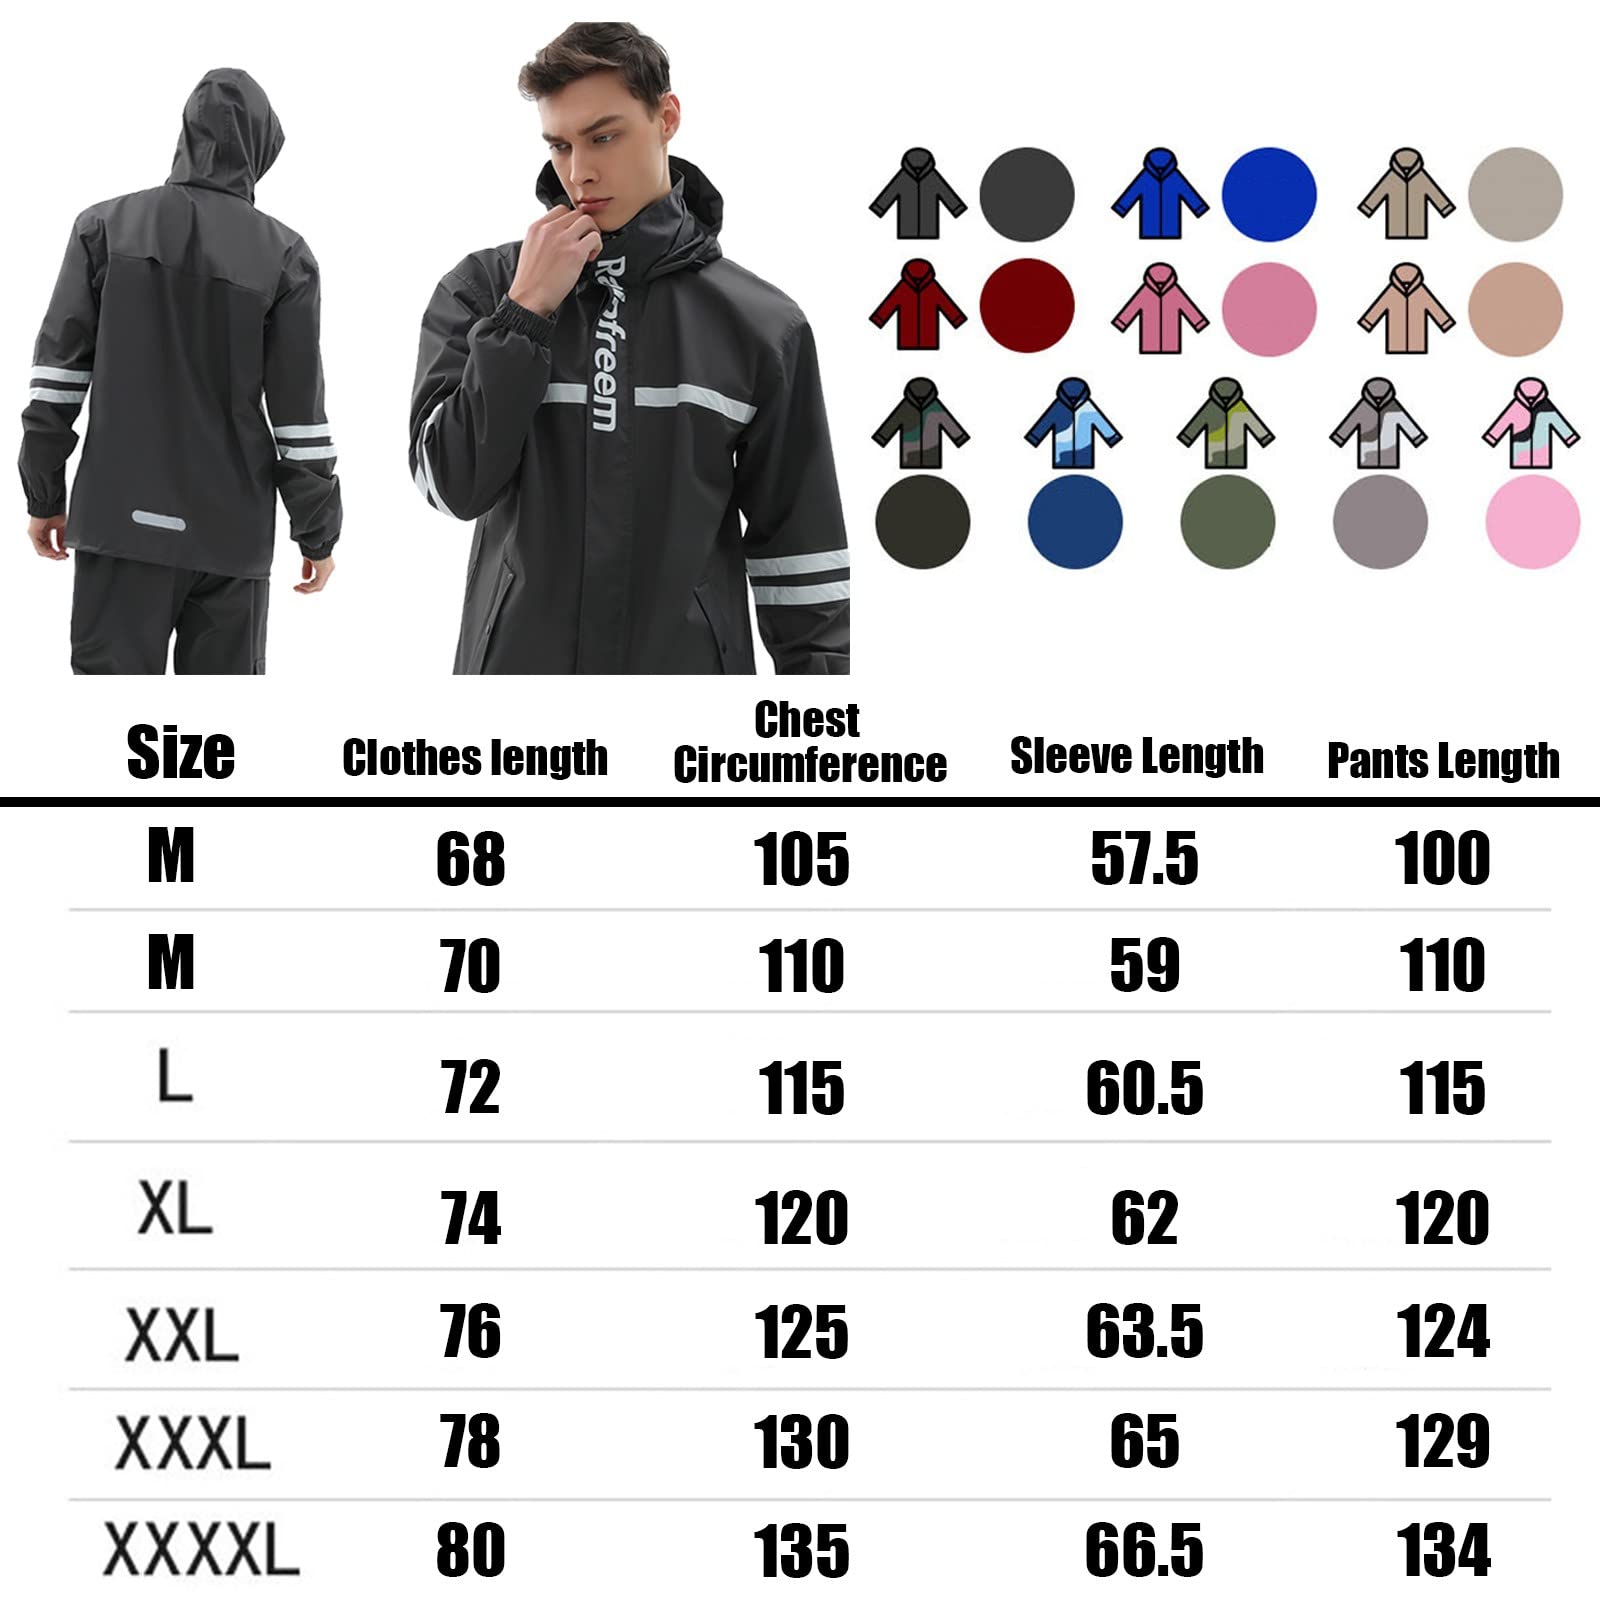 Size Clothes length Chest Circumference Sleeve Length Pants Length
M 68 105 57.5 100
M 70 110 59 110
L 72 115 60.5 115
XL 74 120 62 120
XXL 76 125 63.5 124
XXXL 78 130 65 129
XXXXL 80 135 66.5 134